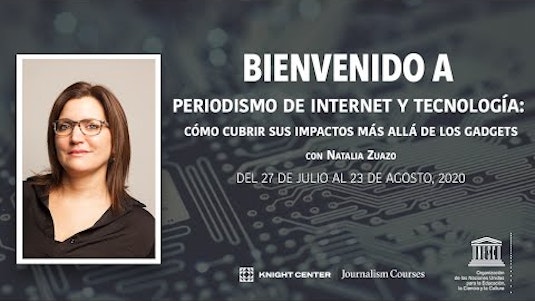 BIENVENIDO A
PERIODISMO DE INTERNET Y TECNOLOGÍA:
CÓMO CUBRIR SUS IMPACTOS MÁS ALLÁ DE LOS GADGETS
CON NATALIA ZUAZO
DEL 27 DE JULIO AL 23 DE AGOSTO, 2020
KNIGHT CENTER
Journalism Courses
Organización
de las Naciones Unidas
para la Educación,
la Ciencia y la Cultura